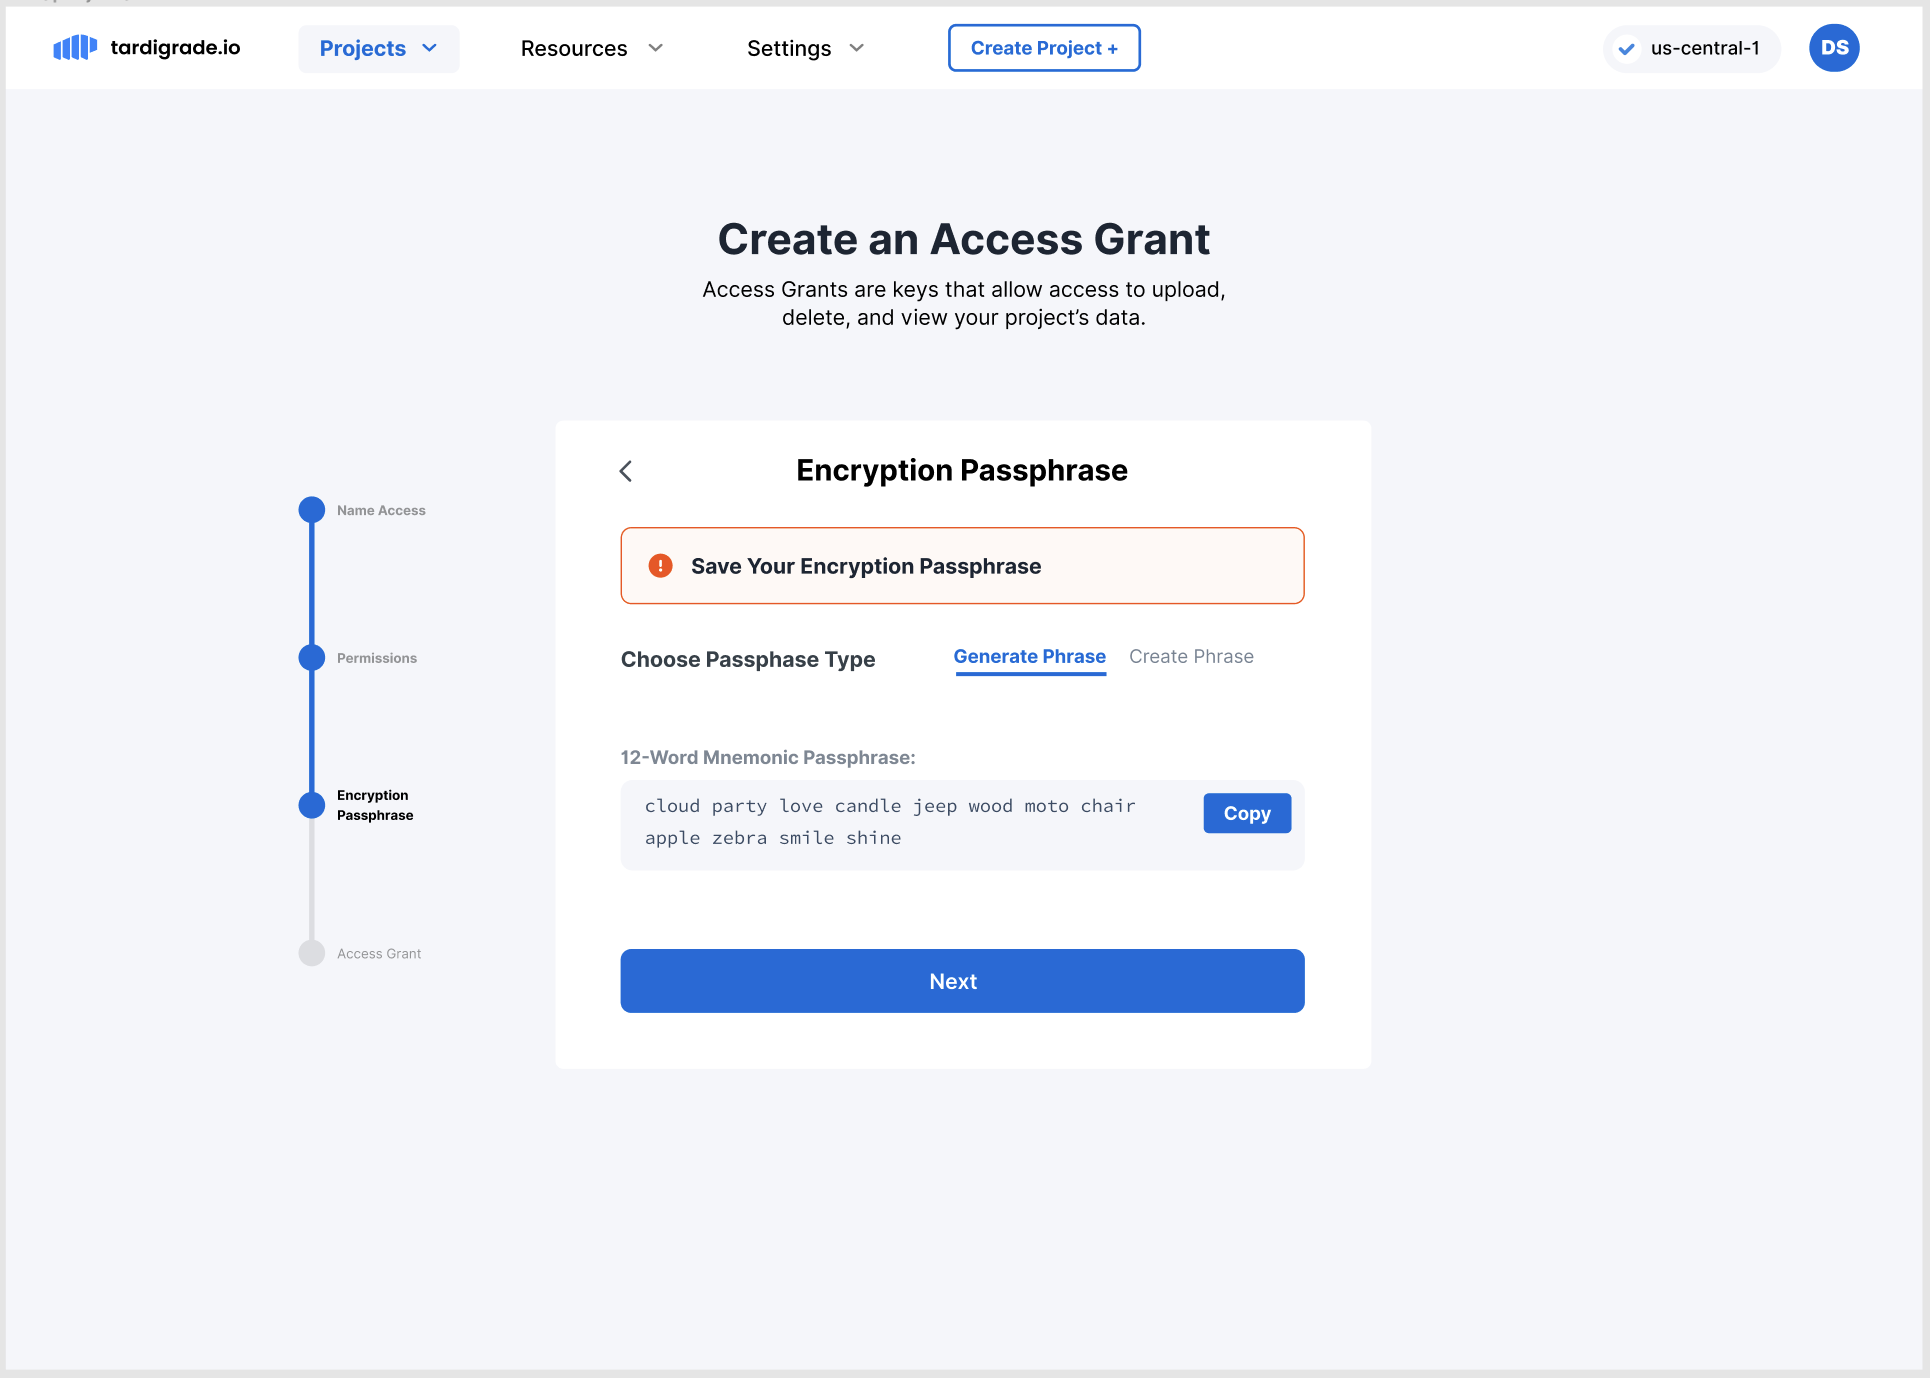 tardigrade.io
Projects
Resources
Settings
Create Project +
us-central-1
DS
Create an Access Grant
Access Grants are keys that allow access to upload,
delete, and view your project’s data.
Name Access
Permissions
Encryption
Passphrase
Access Grant
Encryption Passphrase
Save Your Encryption Passphrase
Choose Passphase Type
Generate Phrase
Create Phrase
12-Word Mnemonic Passphrase:
cloud party love candle jeep wood moto chair
apple zebra smile shine
Copy
Next